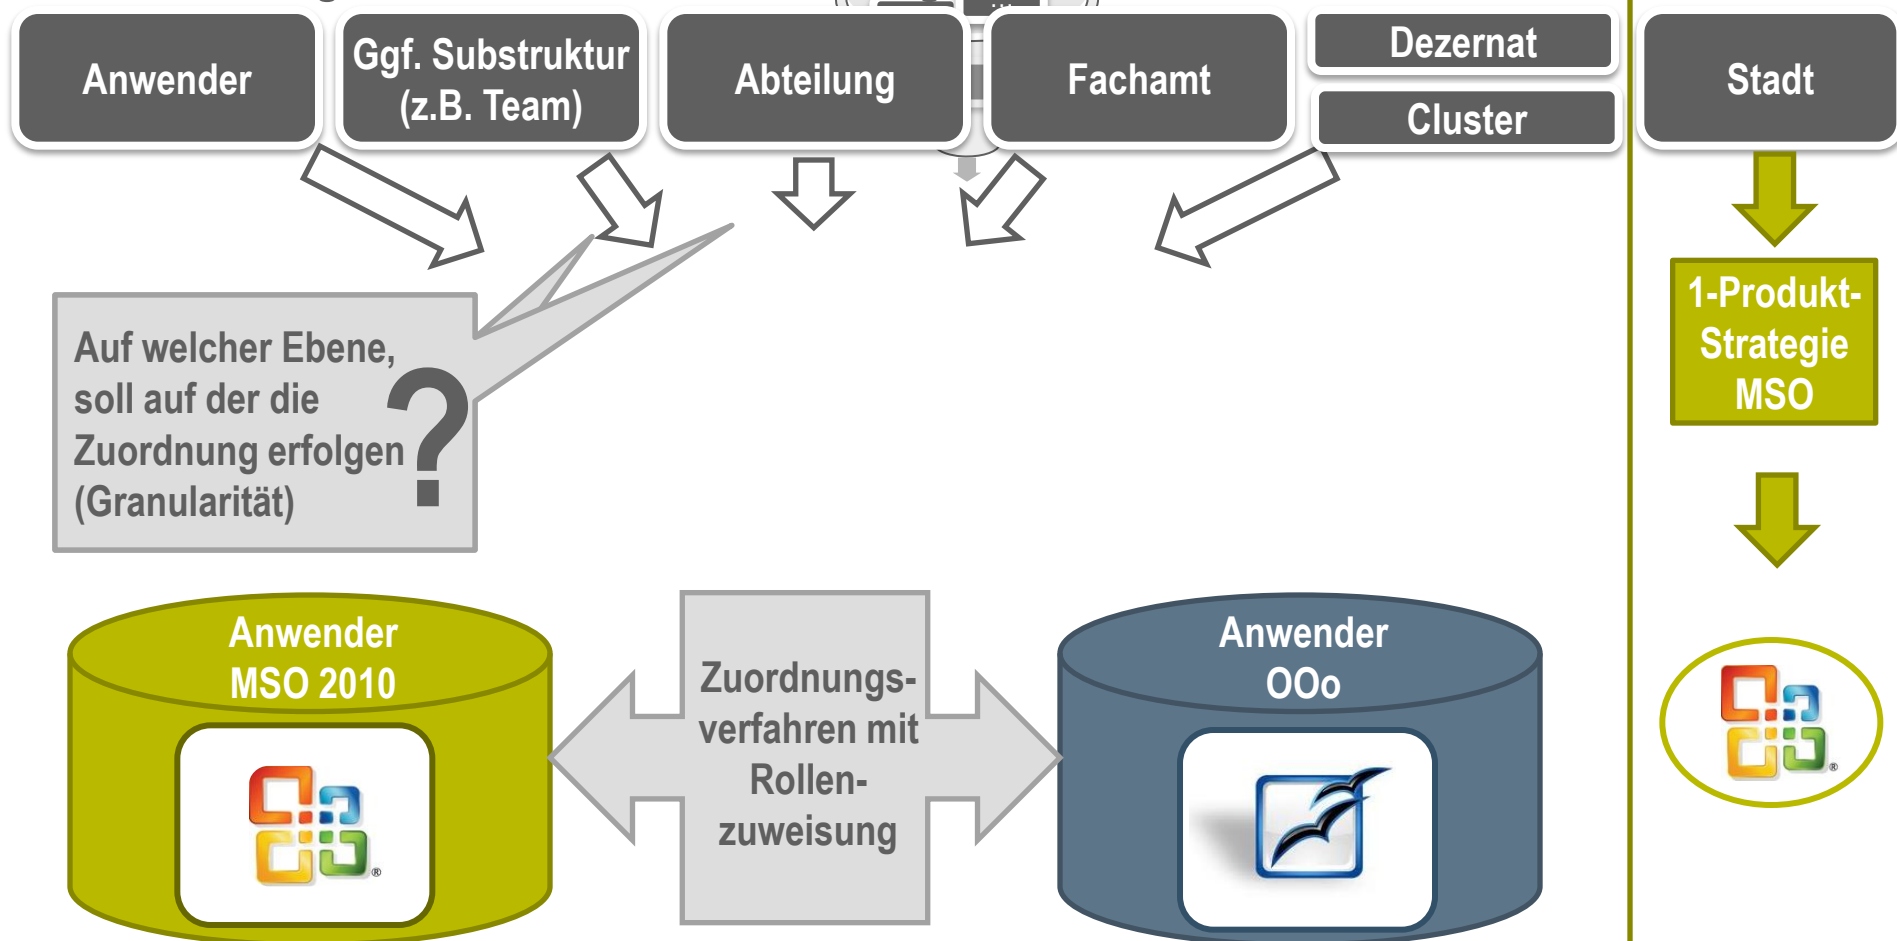 Anwender
Ggf. Substruktur
(z.B. Team)
Abteilung
Fachamt
Dezernat
Cluster
Stadt
...
1-Produkt-
Strategie
MSO
Auf welcher Ebene,
soll auf der die
Zuordnung erfolgen
(Granularität)
?
Anwender
MSO 2010
®
Zuordnungs-
verfahren mit
Rollen-
zuweisung
Anwender
OOo
®